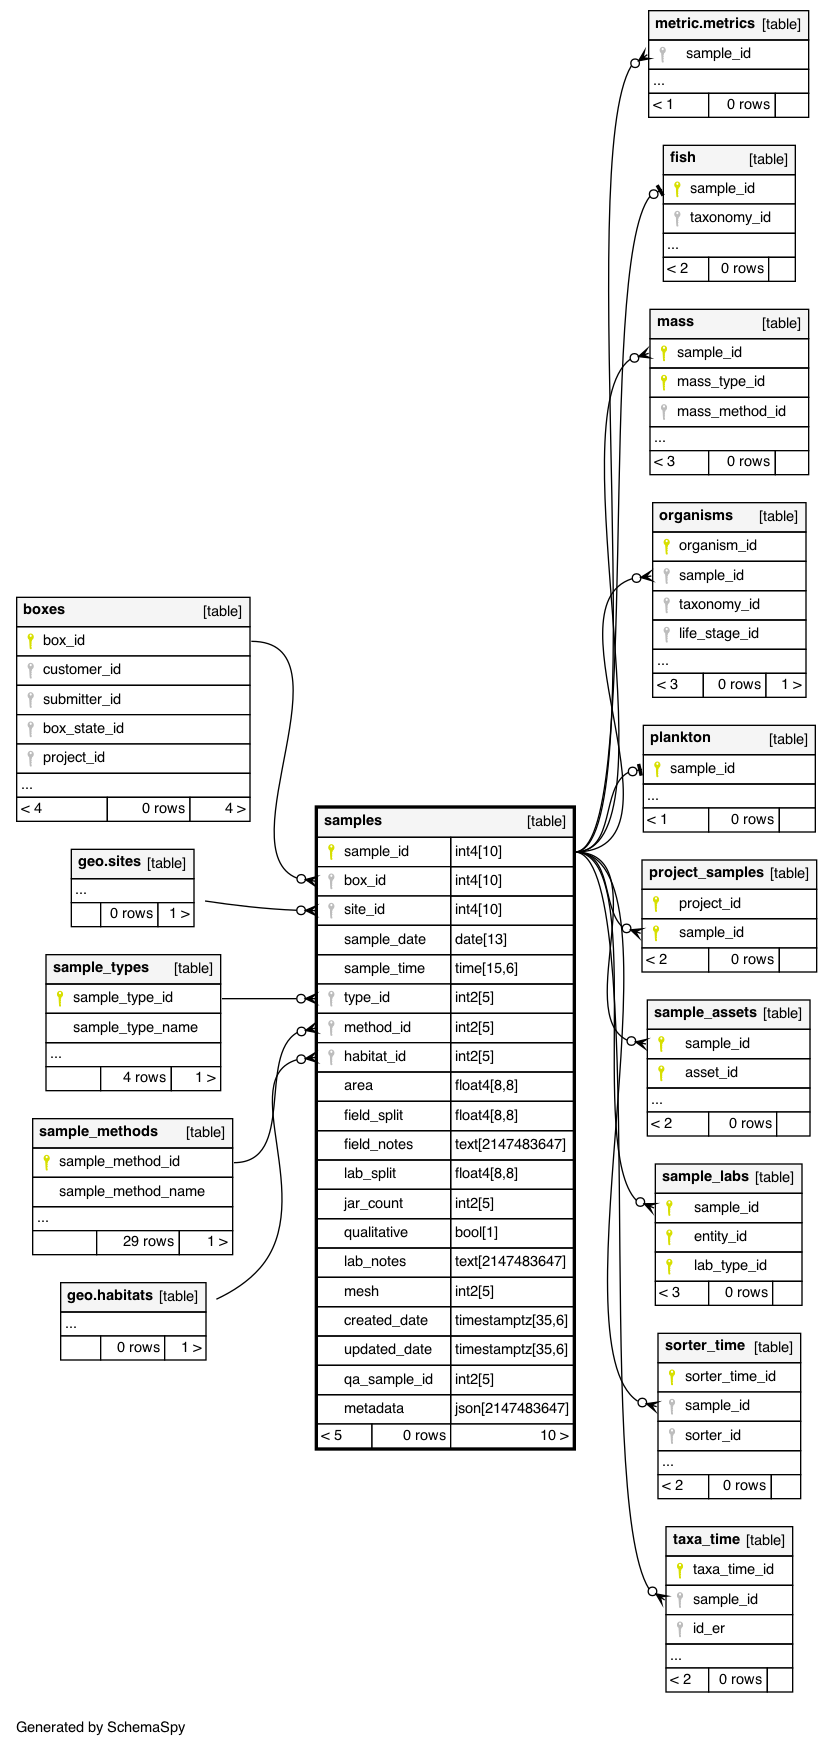 metric.metrics [table]
sample_id
...
< 1 0 rows
fish [table]
sample_id
taxonomy_id
...
< 2 0 rows
mass [table]
sample_id
mass_type_id
mass_method_id
...
< 3 0 rows
organisms [table]
organism_id
sample_id
taxonomy_id
life_stage_id
...
< 3 0 rows 1 >
boxes [table]
box_id
customer_id
submitter_id
box_state_id
project_id
...
< 4 0 rows 4 >
plankton [table]
sample_id
...
< 1 0 rows
geo.sites [table]
...
0 rows 1 >
sample_types [table]
sample_type_id
sample_type_name
...
4 rows 1 >
sample_methods [table]
sample_method_id
sample_method_name
...
29 rows 1 >
geo.habitats [table]
...
0 rows 1 >
samples [table]
sample_id int4[10]
box_id int4[10]
site_id int4[10]
sample_date date[13]
sample_time time[15,6]
type_id int2[5]
method_id int2[5]
habitat_id int2[5]
area float4[8,8]
field_split float4[8,8]
field_notes text[2147483647]
lab_split float4[8,8]
jar_count int2[5]
qualitative bool[1]
lab_notes text[2147483647]
mesh int2[5]
created_date timestamptz[35,6]
updated_date timestamptz[35,6]
qa_sample_id int2[5]
metadata json[2147483647]
< 5 0 rows 10 >
project_samples [table]
project_id
sample_id
< 2 0 rows
sample_assets [table]
sample_id
asset_id
...
< 2 0 rows
sample_labs [table]
sample_id
entity_id
lab_type_id
< 3 0 rows
sorter_time [table]
sorter_time_id
sample_id
sorter_id
...
< 2 0 rows
taxa_time [table]
taxa_time_id
sample_id
id_er
...
< 2 0 rows
Generated by SchemaSpy